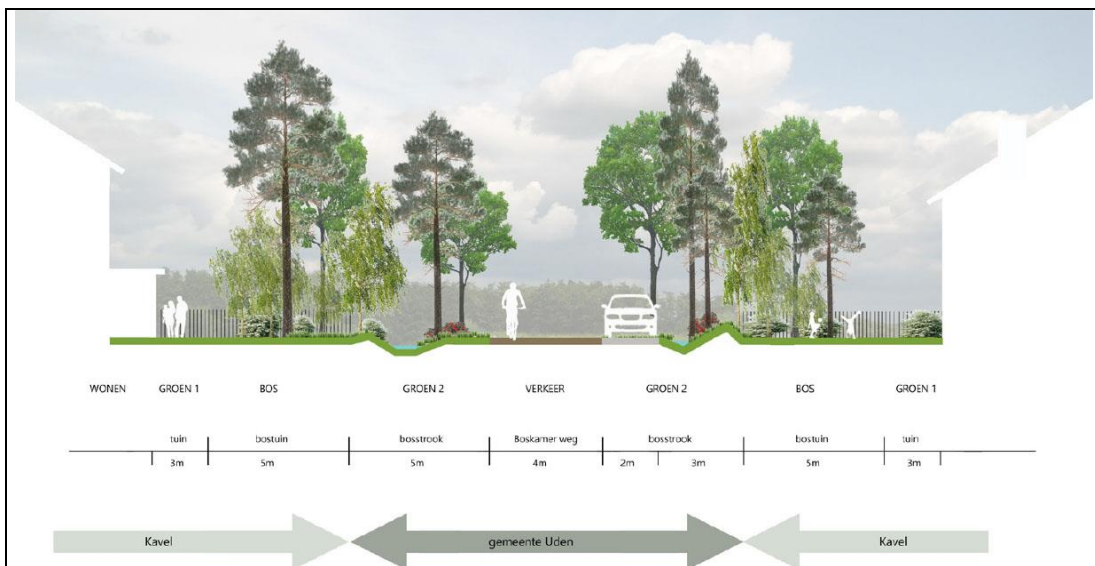 WONEN GROEN 1 BOS GROEN 2 VERKEER GROEN 2 BOS GROEN 1
tuin bostuin bosstrook Boskamer weg bosstrook bostuin tuin
3m 5m 5m 4m 2m 3m 5m 3m
Kavel gemeente Uden Kavel